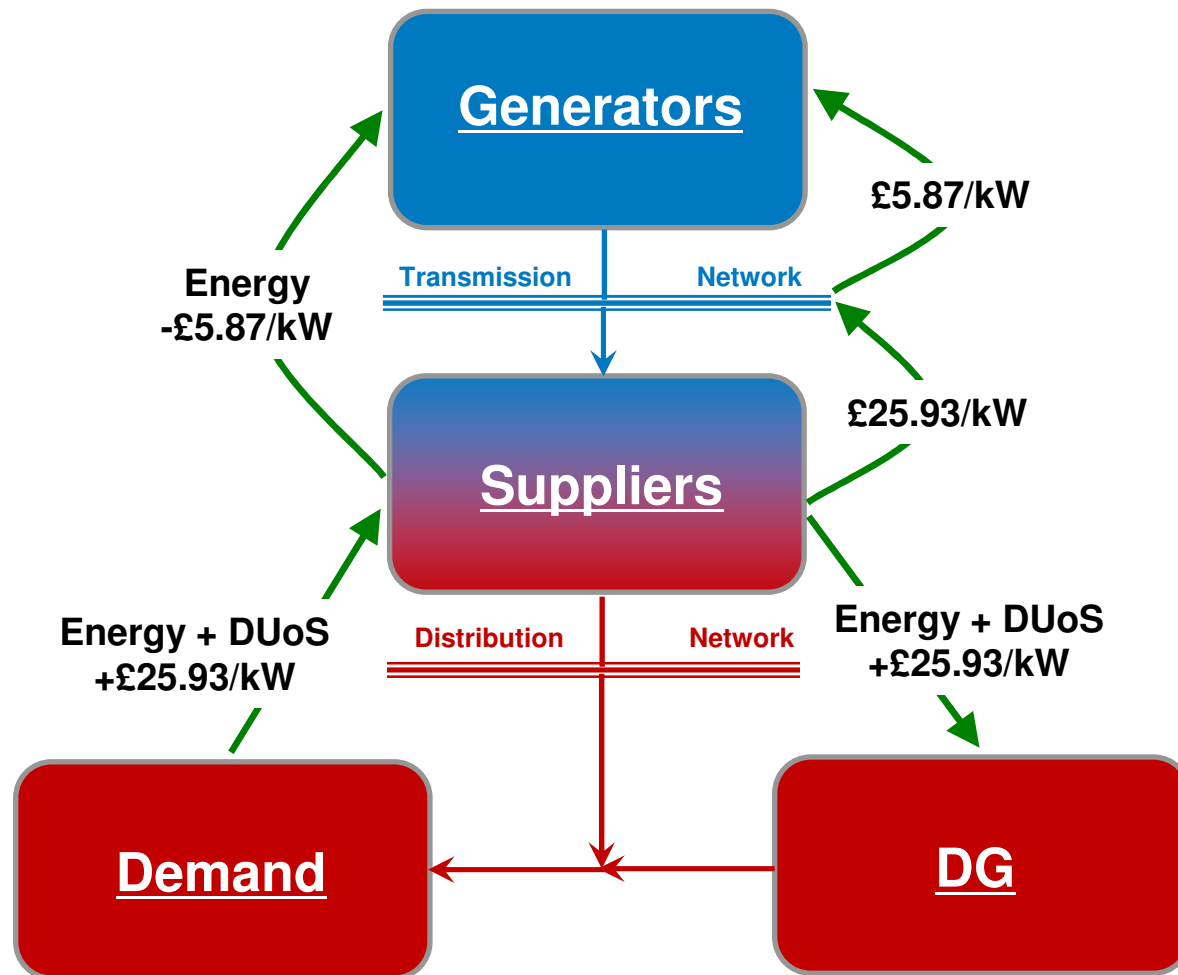 Generators
£5.87/kW
Transmission Network
Energy
-£5.87/kW
£25.93/kW
Suppliers
Energy + DUoS
+£25.93/kW
Distribution Network
Energy + DUoS
+£25.93/kW
Demand
DG